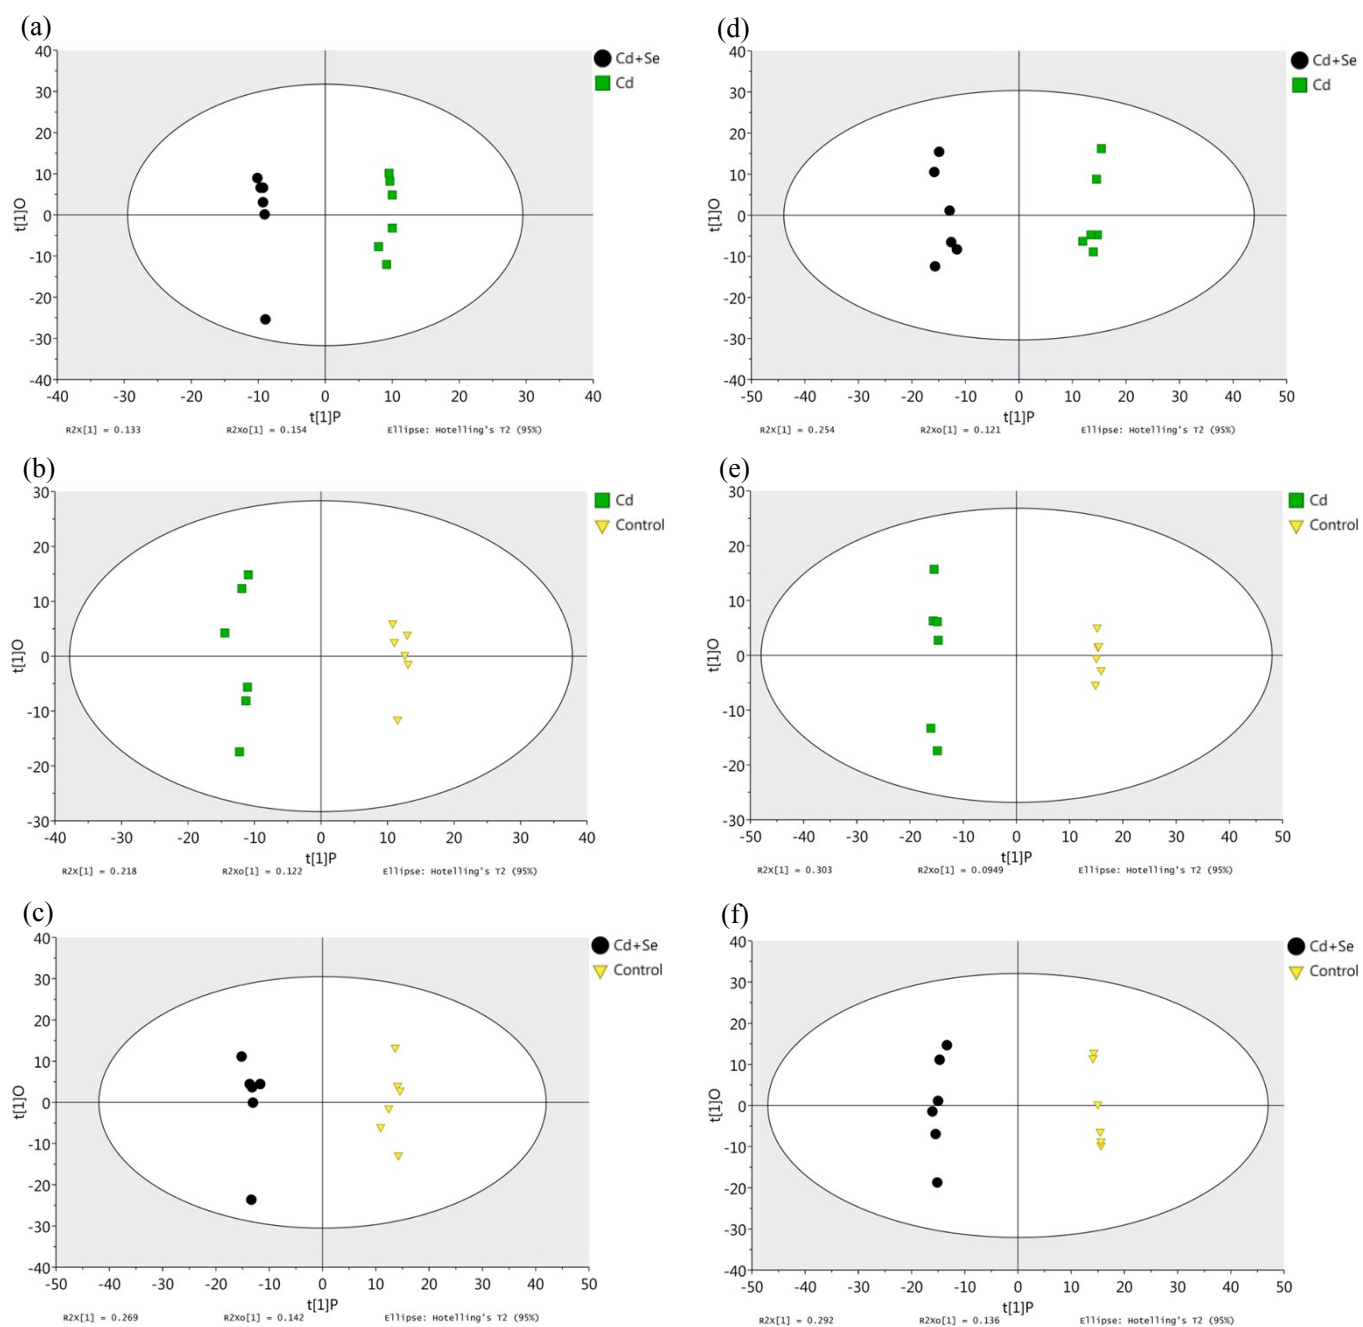 (a)
40
30
20
10
0
-10
-20
-30
-40
t[1]O
-40 -30 -20 -10 0 10 20 30 40
t[1]P
R2X[1] = 0.133 R2Xo[1] = 0.154 Ellipse: Hotelling's T2 (95%)
Cd+Se
Cd
(d)
40
30
20
10
0
-10
-20
-30
-40
t[1]O
-50 -40 -30 -20 -10 0 10 20 30 40 50
t[1]P
R2X[1] = 0.254 R2Xo[1] = 0.121 Ellipse: Hotelling's T2 (95%)
Cd+Se
Cd
(b)
30
20
10
0
-10
-20
-30
t[1]O
-40 -30 -20 -10 0 10 20 30 40
t[1]P
R2X[1] = 0.218 R2Xo[1] = 0.122 Ellipse: Hotelling's T2 (95%)
Cd
Control
(e)
30
20
10
0
-10
-20
-30
t[1]O
-50 -40 -30 -20 -10 0 10 20 30 40 50
t[1]P
R2X[1] = 0.303 R2Xo[1] = 0.0949 Ellipse: Hotelling's T2 (95%)
Cd
Control
(c)
40
30
20
10
0
-10
-20
-30
-40
t[1]O
-50 -40 -30 -20 -10 0 10 20 30 40 50
t[1]P
R2X[1] = 0.269 R2Xo[1] = 0.142 Ellipse: Hotelling's T2 (95%)
Cd+Se
Control
(f)
40
30
20
10
0
-10
-20
-30
-40
t[1]O
-50 -40 -30 -20 -10 0 10 20 30 40 50
t[1]P
R2X[1] = 0.292 R2Xo[1] = 0.136 Ellipse: Hotelling's T2 (95%)
Cd+Se
Control